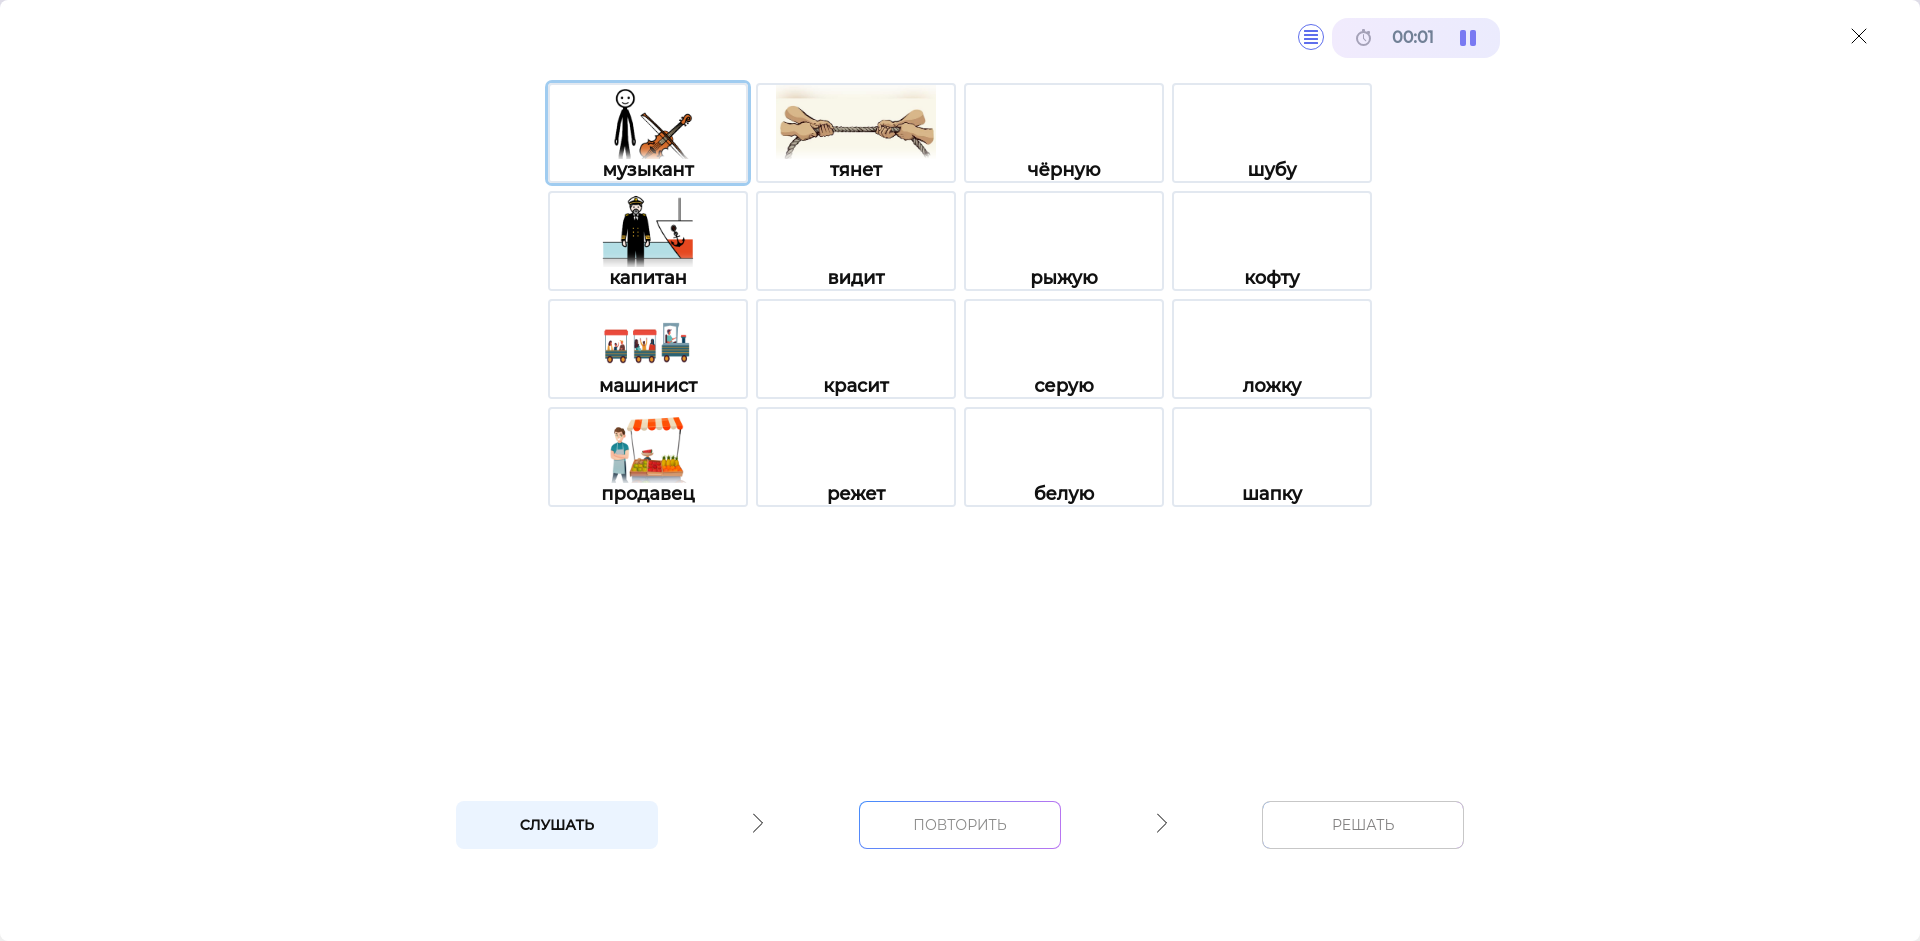 00:01
музыкант тянет чёрную шубу
капитан видит рыжую кофту
машинист красит серую ложку
продавец режет белую шапку
СЛУШАТЬ ПОВТОРИТЬ РЕШАТЬ